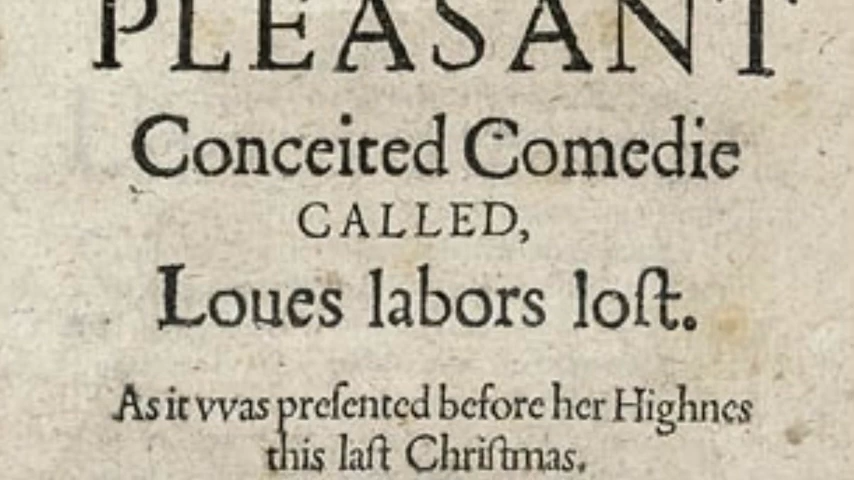 PLEASANT
Conceited Comedie
CALLED,
Loues labors loſt.
As it vvas preſented before her Highnes
this laſt Chriſtmas.